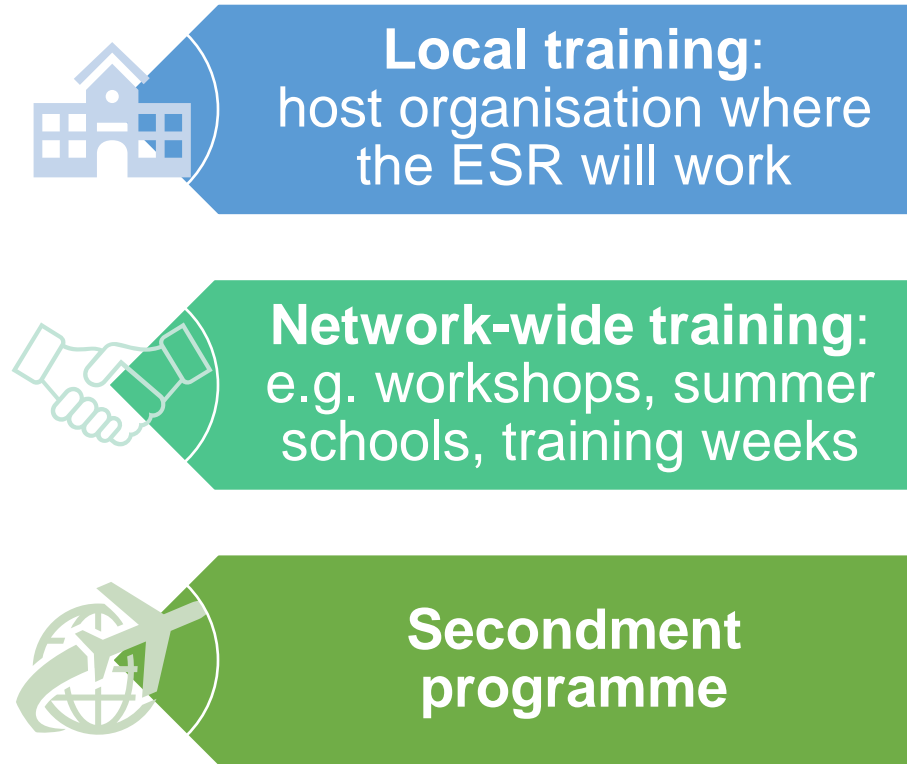 Local training:
host organisation where
the ESR will work
Network-wide training:
e.g. workshops, summer
schools, training weeks
Secondment
programme